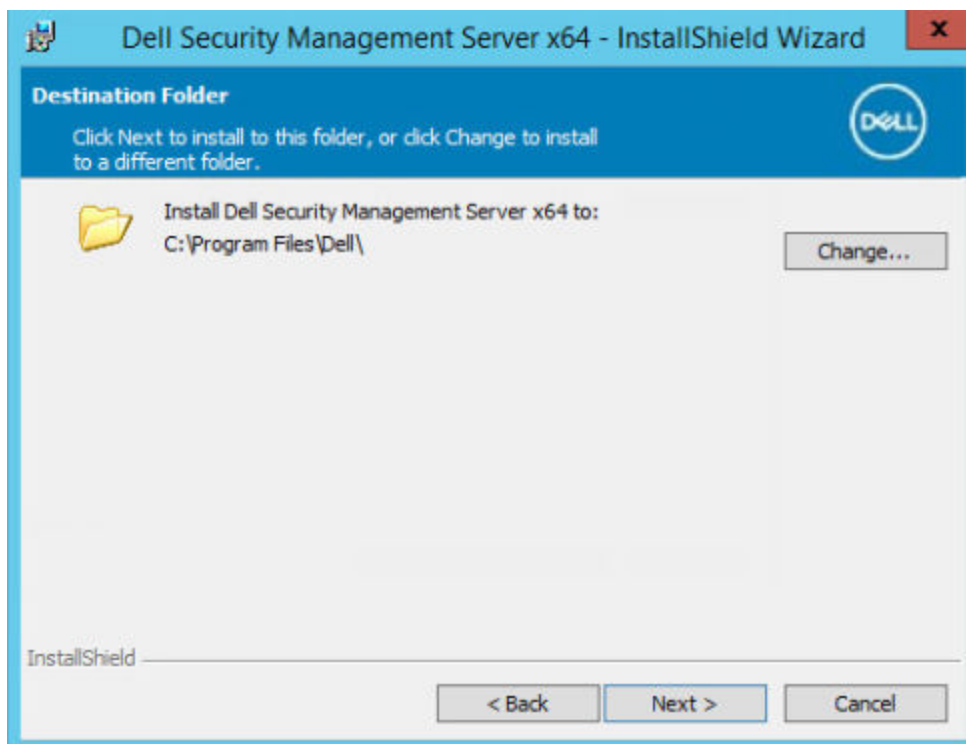 Dell Security Management Server x64 - InstallShield Wizard
x
Destination Folder
DELL
Click Next to install to this folder, or click Change to install
to a different folder.
Install Dell Security Management Server x64 to:
C:\Program Files\Dell\
Change...
InstallShield
< Back
Next >
Cancel